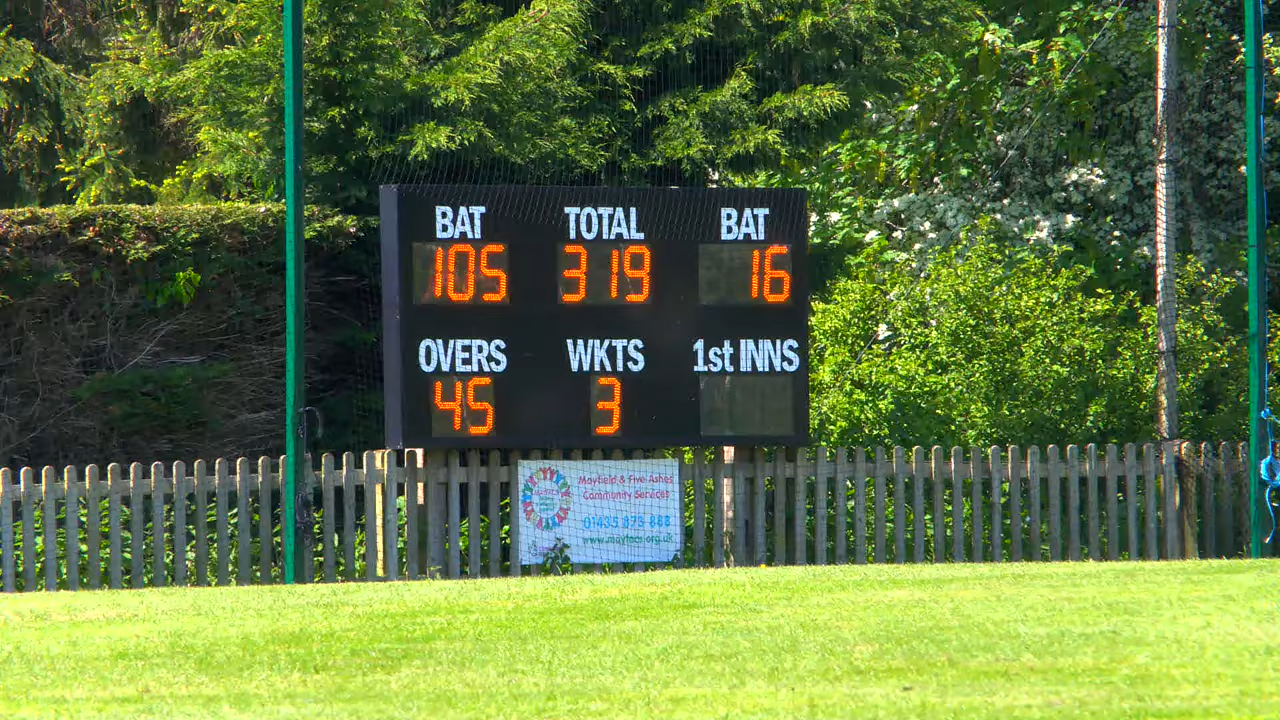 BAT TOTAL BAT
105 319 16
OVERS WKTS 1st INNS
45 3
Mayfield & Five Ashes
Community Services
01435 873 888
www.mayfacs.org.uk